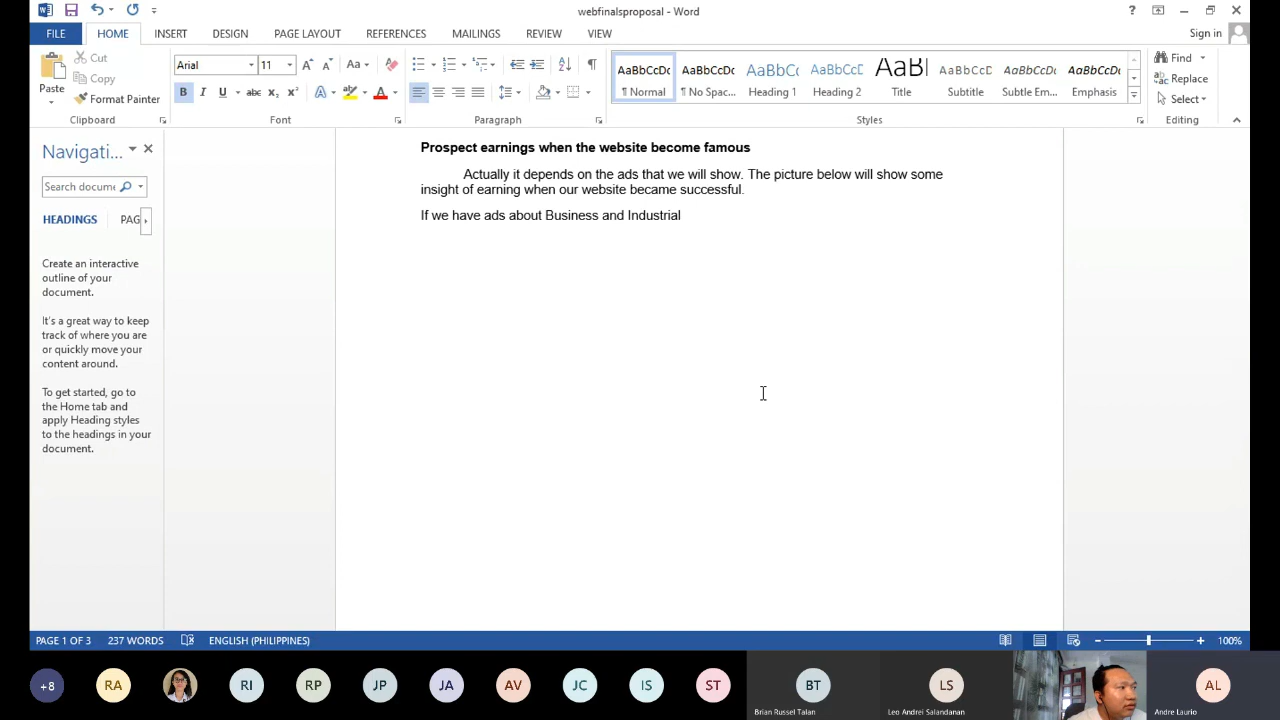 webfinalsproposal - Word
?
FILE HOME INSERT DESIGN PAGE LAYOUT REFERENCES MAILINGS REVIEW VIEW Sign in
Paste
Cut
Copy
Format Painter
Clipboard
Arial 11
Font
Paragraph
AaBbCcDc
¶ Normal
AaBbCcDc
¶ No Spac...
AaBbCc
Heading 1
AaBbCcD
Heading 2
AaB
Title
AaBbCcD
Subtitle
AaBbCcDt
Subtle Em...
AaBbCcDt
Emphasis
Styles
Find
Replace
Select
Editing
Navigati...
Search docume
HEADINGS PAG
Create an interactive
outline of your
document.
It's a great way to keep
track of where you are
or quickly move your
content around.
To get started, go to
the Home tab and
apply Heading styles
to the headings in your
document.
Prospect earnings when the website become famous
Actually it depends on the ads that we will show. The picture below will show some
insight of earning when our website became successful.
If we have ads about Business and Industrial
PAGE 1 OF 3 237 WORDS ENGLISH (PHILIPPINES) 100%
+8 RA RI RP JP JA AV JC IS ST BT LS AL
Brian Russel Talan Leo Andrei Salandanan Andre Laurio